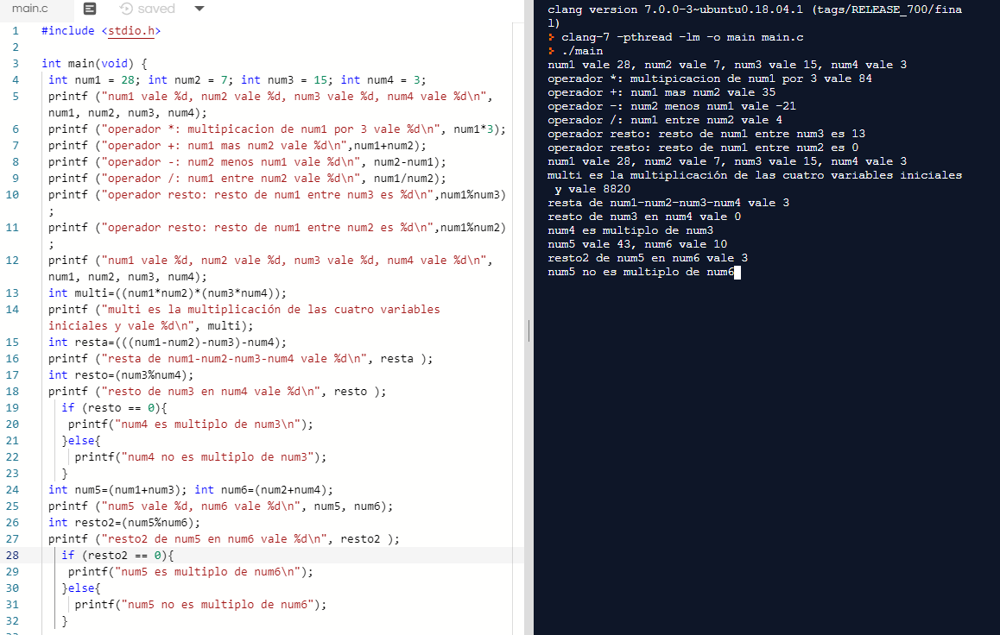 main.c saved
1 #include <stdio.h>
2
3 int main(void) {
4 int num1 = 28; int num2 = 7; int num3 = 15; int num4 = 3;
5 printf ("num1 vale %d, num2 vale %d, num3 vale %d, num4 vale %d\n",
num1, num2, num3, num4);
6 printf ("operador *: multipicacion de num1 por 3 vale %d\n", num1*3);
7 printf ("operador +: num1 mas num2 vale %d\n",num1+num2);
8 printf ("operador -: num2 menos num1 vale %d\n", num2-num1);
9 printf ("operador /: num1 entre num2 vale %d\n", num1/num2);
10 printf ("operador resto: resto de num1 entre num3 es %d\n",num1%num3)
;
11 printf ("operador resto: resto de num1 entre num2 es %d\n",num1%num2)
;
12 printf ("num1 vale %d, num2 vale %d, num3 vale %d, num4 vale %d\n",
num1, num2, num3, num4);
13 int multi=((num1*num2)*(num3*num4));
14 printf ("multi es la multiplicación de las cuatro variables
iniciales y vale %d\n", multi);
15 int resta=(((num1-num2)-num3)-num4);
16 printf ("resta de num1-num2-num3-num4 vale %d\n", resta );
17 int resto=(num3%num4);
18 printf ("resto de num3 en num4 vale %d\n", resto );
19 if (resto == 0){
20 printf("num4 es multiplo de num3\n");
21 }else{
22 printf("num4 no es multiplo de num3");
23 }
24 int num5=(num1+num3); int num6=(num2+num4);
25 printf ("num5 vale %d, num6 vale %d\n", num5, num6);
26 int resto2=(num5%num6);
27 printf ("resto2 de num5 en num6 vale %d\n", resto2 );
28 if (resto2 == 0){
29 printf("num5 es multiplo de num6\n");
30 }else{
31 printf("num5 no es multiplo de num6");
32 }
clang version 7.0.0-3~ubuntu0.18.04.1 (tags/RELEASE_700/fina
l)
clang-7 -pthread -lm -o main main.c
./main
num1 vale 28, num2 vale 7, num3 vale 15, num4 vale 3
operador *: multipicacion de num1 por 3 vale 84
operador +: num1 mas num2 vale 35
operador -: num2 menos num1 vale -21
operador /: num1 entre num2 vale 4
operador resto: resto de num1 entre num3 es 13
operador resto: resto de num1 entre num2 es 0
num1 vale 28, num2 vale 7, num3 vale 15, num4 vale 3
multi es la multiplicación de las cuatro variables iniciales
y vale 8820
resta de num1-num2-num3-num4 vale 3
resto de num3 en num4 vale 0
num4 es multiplo de num3
num5 vale 43, num6 vale 10
resto2 de num5 en num6 vale 3
num5 no es multiplo de num6